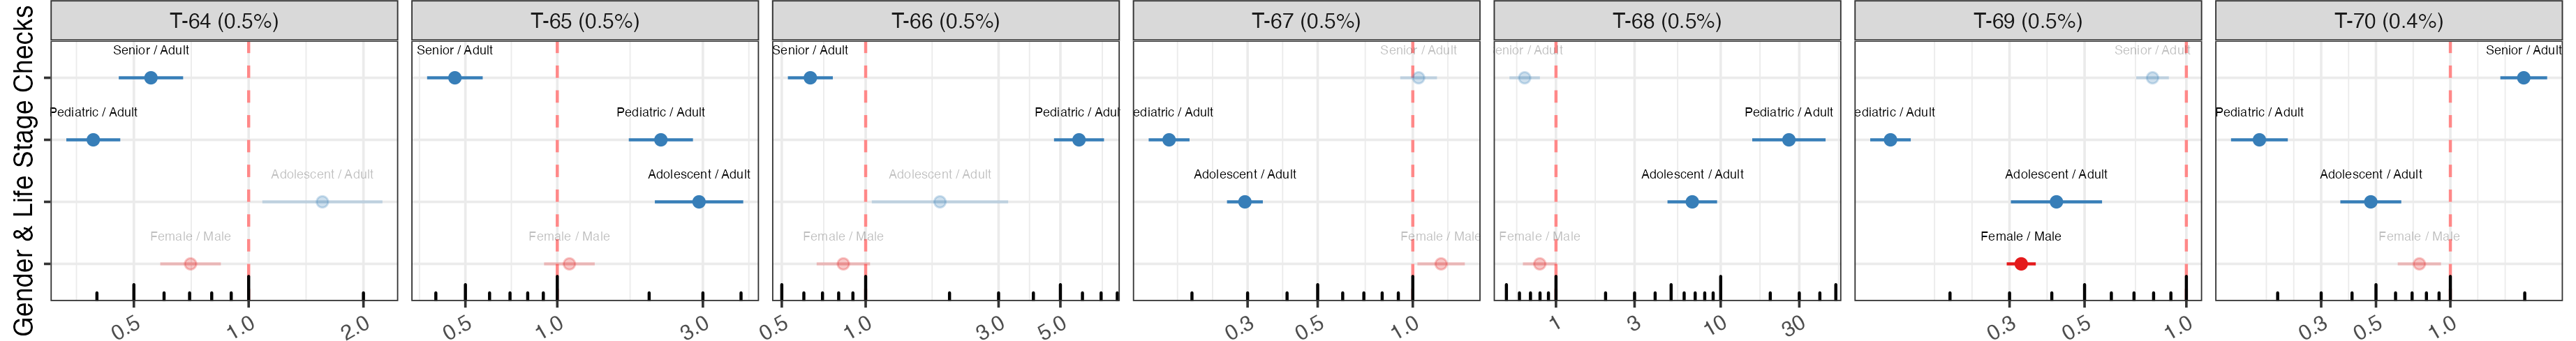 Gender & Life Stage Checks
T-64 (0.5%)
Senior / Adult
Pediatric / Adult
Adolescent / Adult
Female / Male
0.5 1.0 2.0
T-65 (0.5%)
Senior / Adult
Pediatric / Adult
Adolescent / Adult
Female / Male
0.5 1.0 3.0
T-66 (0.5%)
Senior / Adult
Pediatric / Adult
Adolescent / Adult
Female / Male
0.5 1.0 3.0 5.0
T-67 (0.5%)
Senior / Adult
ediatric / Adult
Adolescent / Adult
Female / Male
0.3 0.5 1.0
T-68 (0.5%)
enior / Adult
Pediatric / Adult
Adolescent / Adult
Female / Male
1 3 10 30
T-69 (0.5%)
Senior / Adult
ediatric / Adult
Adolescent / Adult
Female / Male
0.3 0.5 1.0
T-70 (0.4%)
Senior / Adult
Pediatric / Adult
Adolescent / Adult
Female / Male
0.3 0.5 1.0